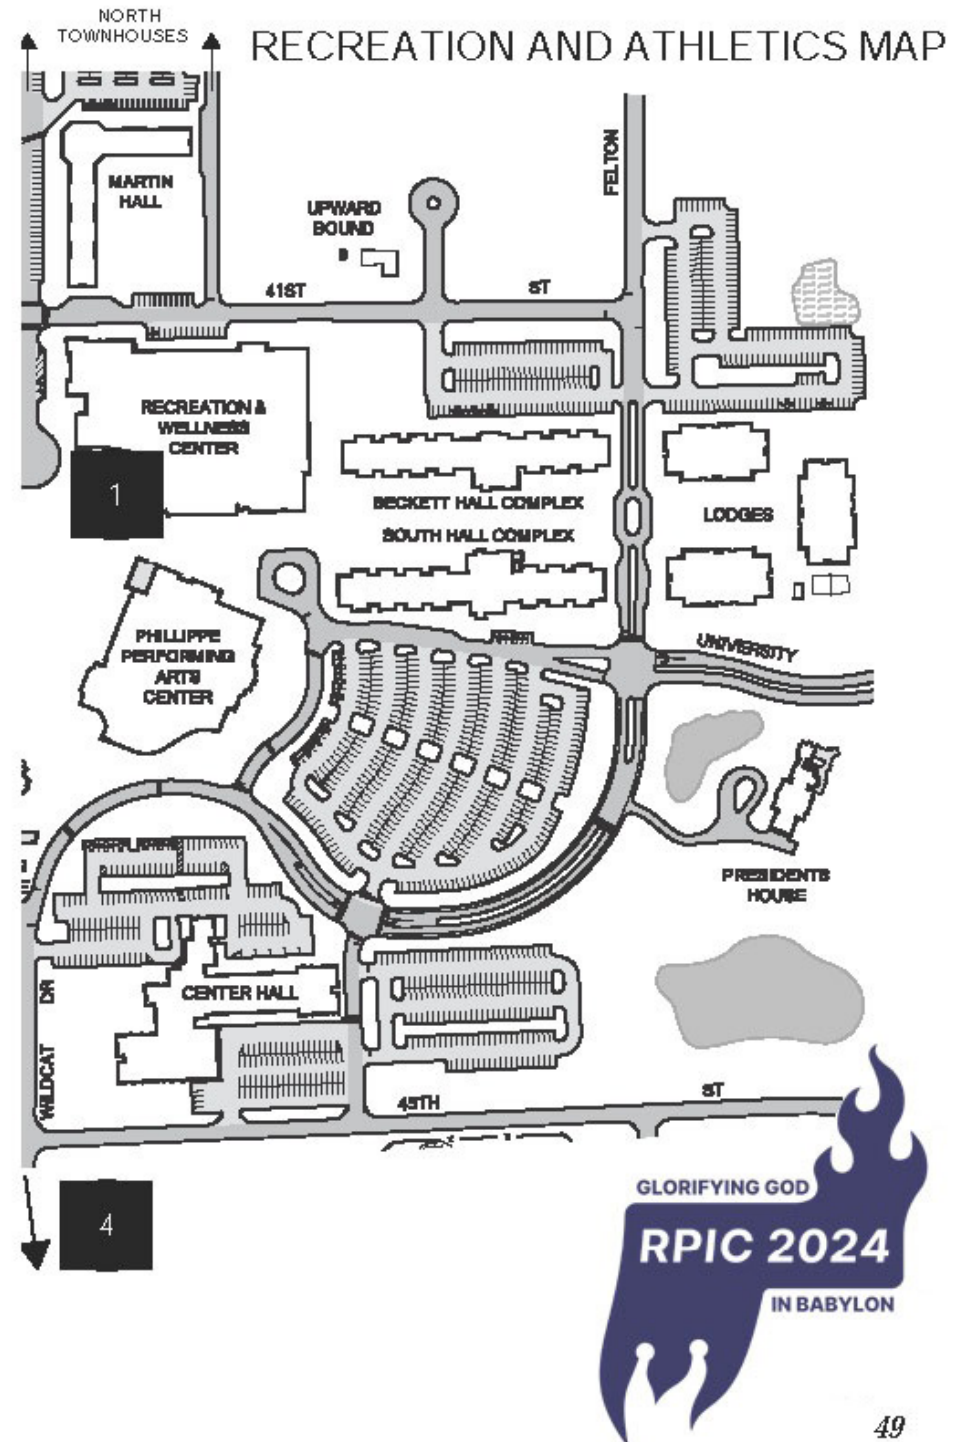 NORTH
TOWNHOUSES
RECREATION AND ATHLETICS MAP
FELTON
MARTIN
HALL
UPWARD
BOUND
41ST
ST
RECREATION &
WELLNESS
CENTER
1
BECKETT HALL COMPLEX
SOUTH HALL COMPLEX
LODGES
PHILLIPPE
PERFORMING
ARTS
CENTER
UNIVERSITY
PRESIDENTS
HOUSE
CENTER HALL
WILDCAT DR
45TH
ST
4
GLORIFYING GOD
RPIC 2024
IN BABYLON
49